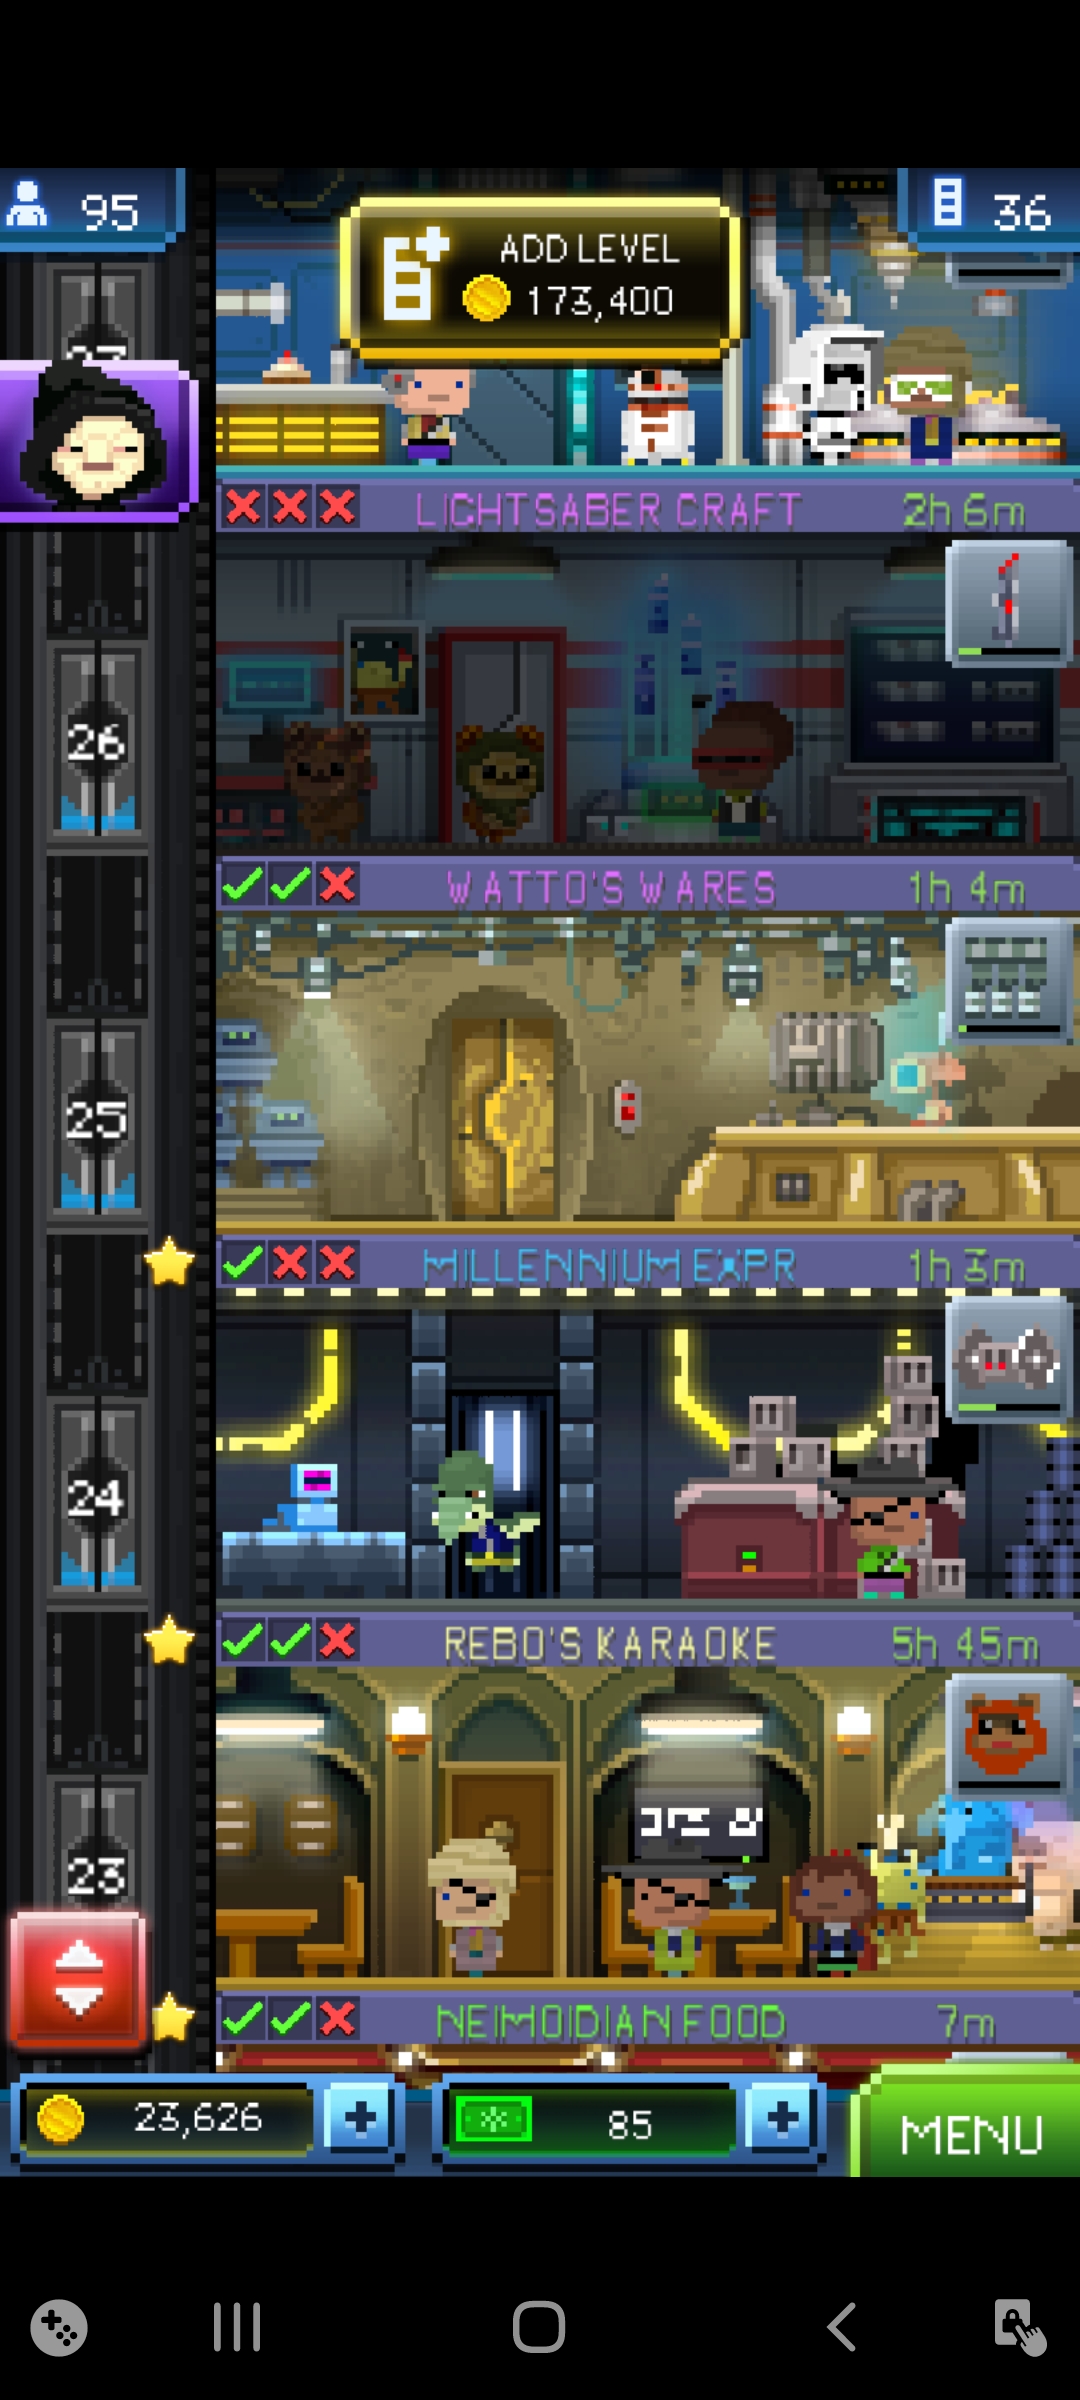 95
ADD LEVEL
173,400
36
LIGHTSABER CRAFT 2h 6m
26
WATTO'S WARES 1h 4m
25
MILLENNIUM EXPR 1h 3m
24
REBO'S KARAOKE 5h 45m
23
NEIMOIDIAN FOOD 7m
23,626
85
MENU